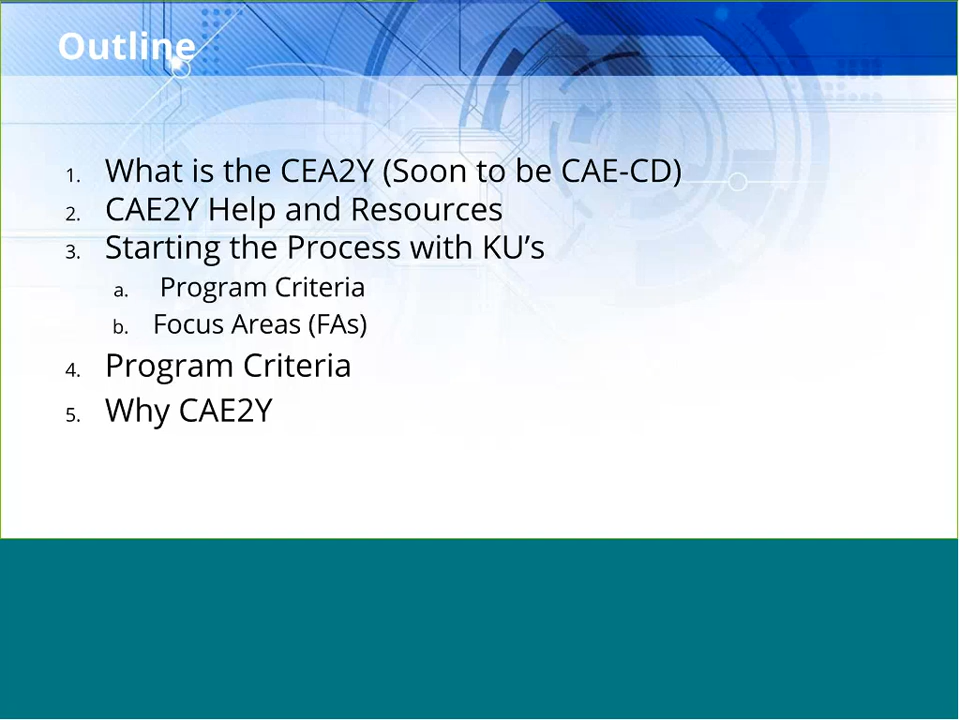 Outline
1. What is the CEA2Y (Soon to be CAE-CD)
2. CAE2Y Help and Resources
3. Starting the Process with KU’s
a. Program Criteria
b. Focus Areas (FAs)
4. Program Criteria
5. Why CAE2Y